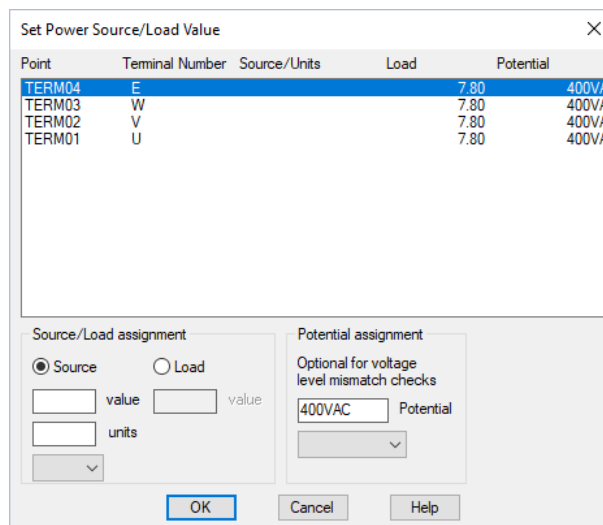 Set Power Source/Load Value
Point Terminal Number Source/Units Load Potential
TERM04 E 7.80 400VA
TERM03 W 7.80 400VA
TERM02 V 7.80 400VA
TERM01 U 7.80 400VA
Source/Load assignment
Source Load
value value
units
Potential assignment
Optional for voltage
level mismatch checks
400VAC Potential
OK Cancel Help